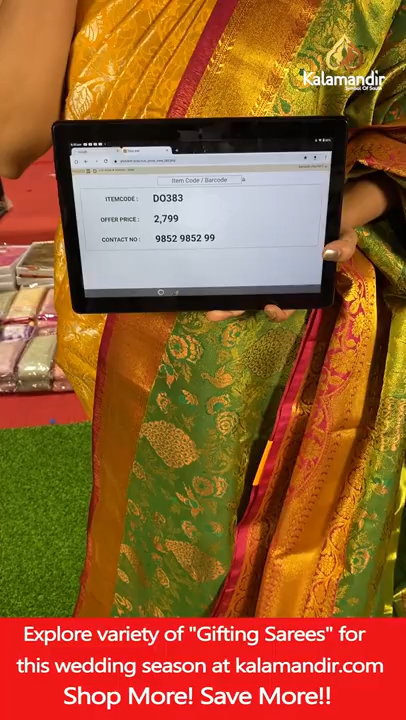 Kalamandir
Symbol Of South
Item Code / Barcode
ITEMCODE : DO383
OFFER PRICE : 2,799
CONTACT NO : 9852 9852 99
Explore variety of "Gifting Sarees" for
this wedding season at kalamandir.com
Shop More! Save More!!